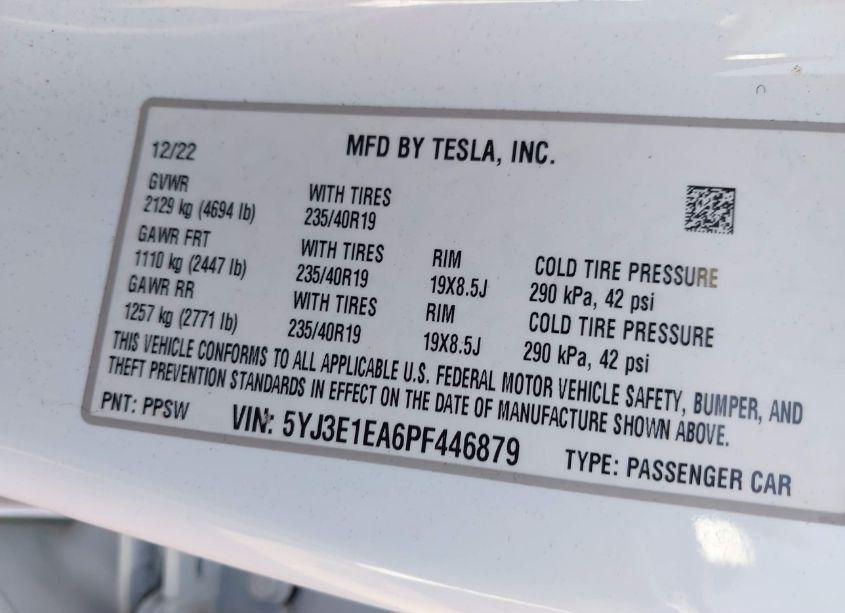 12/22 MFD BY TESLA, INC.
GVWR WITH TIRES
2129 kg (4694 lb) 235/40R19
GAWR FRT WITH TIRES RIM COLD TIRE PRESSURE
1110 kg (2447 lb) 235/40R19 19X8.5J 290 kPa, 42 psi
GAWR RR WITH TIRES RIM COLD TIRE PRESSURE
1257 kg (2771 lb) 235/40R19 19X8.5J 290 kPa, 42 psi
THIS VEHICLE CONFORMS TO ALL APPLICABLE U.S. FEDERAL MOTOR VEHICLE SAFETY, BUMPER, AND
THEFT PREVENTION STANDARDS IN EFFECT ON THE DATE OF MANUFACTURE SHOWN ABOVE.
PNT: PPSW VIN: 5YJ3E1EA6PF446879 TYPE: PASSENGER CAR